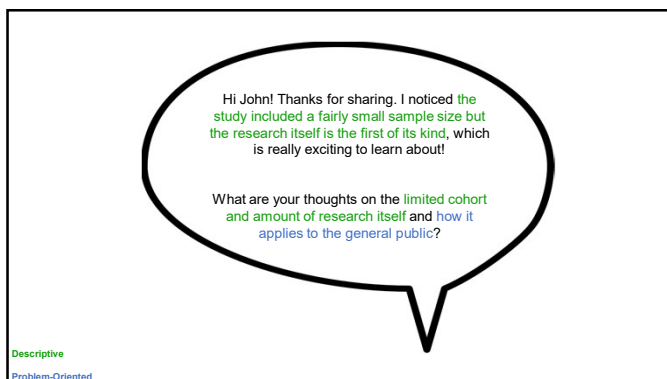 Hi John! Thanks for sharing. I noticed the
study included a fairly small sample size but
the research itself is the first of its kind, which
is really exciting to learn about!
What are your thoughts on the limited cohort
and amount of research itself and how it
applies to the general public?
Descriptive
Problem-Oriented